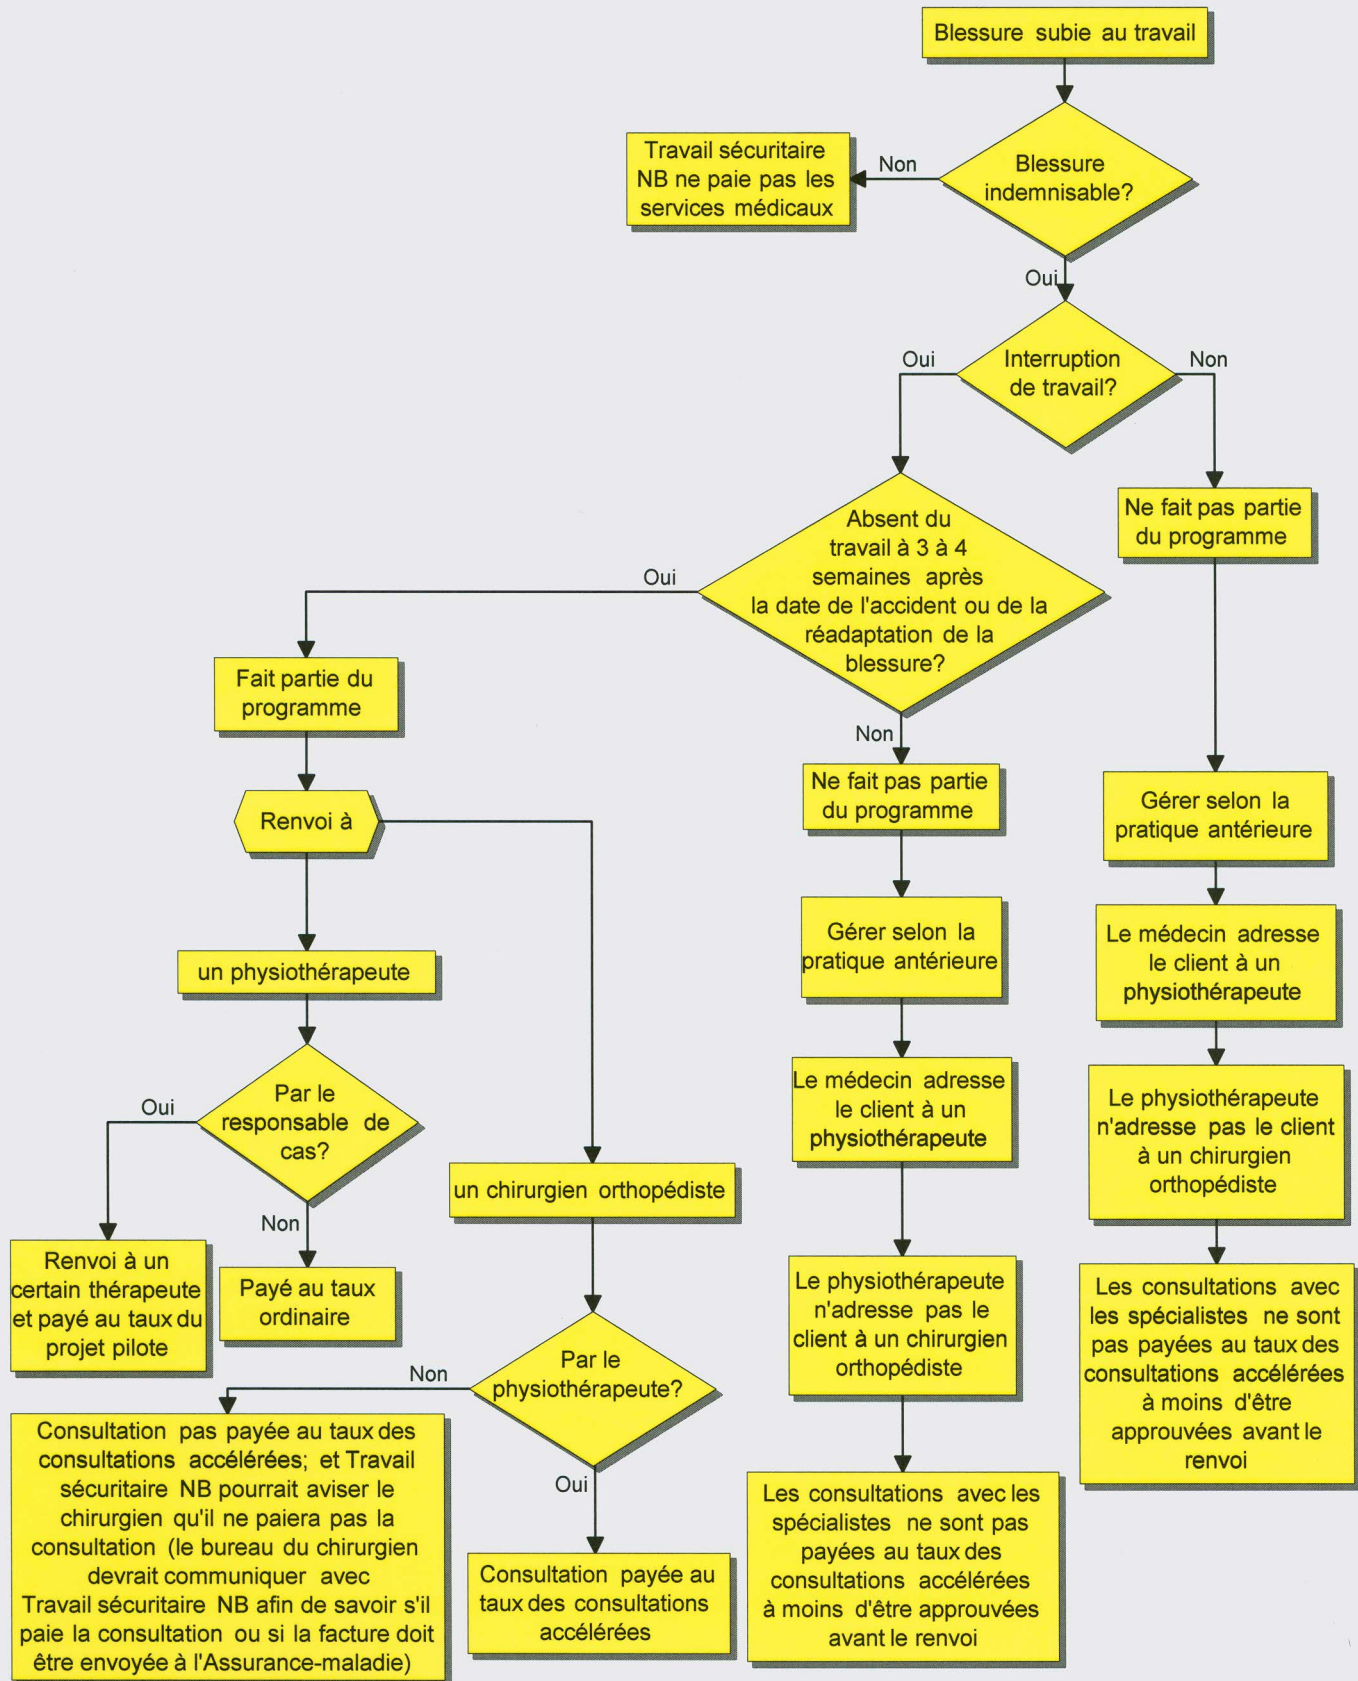 Blessure subie au travail
Blessure
indemnisable?
Non
Travail sécuritaire
NB ne paie pas les
services médicaux
Oui
Interruption
de travail?
Oui
Non
Absent du
travail à 3 à 4
semaines après
la date de l'accident ou de la
réadaptation de la
blessure?
Oui
Non
Fait partie du
programme
Renvoi à
un physiothérapeute
Par le
responsable de
cas?
Oui
Non
Renvoi à un
certain thérapeute
et payé au taux du
projet pilote
Payé au taux
ordinaire
un chirurgien orthopédiste
Par le
physiothérapeute?
Non
Oui
Consultation pas payée au taux des
consultations accélérées; et Travail
sécuritaire NB pourrait aviser le
chirurgien qu'il ne paiera pas la
consultation (le bureau du chirurgien
devrait communiquer avec
Travail sécuritaire NB afin de savoir s'il
paie la consultation ou si la facture doit
être envoyée à l'Assurance-maladie)
Consultation payée au
taux des consultations
accélérées
Ne fait pas partie
du programme
Gérer selon la
pratique antérieure
Le médecin adresse
le client à un
physiothérapeute
Le physiothérapeute
n'adresse pas le
client à un chirurgien
orthopédiste
Les consultations avec les
spécialistes ne sont pas
payées au taux des
consultations accélérées
à moins d'être approuvées
avant le renvoi
Ne fait pas partie
du programme
Gérer selon la
pratique antérieure
Le médecin adresse
le client à un
physiothérapeute
Le physiothérapeute
n'adresse pas le client
à un chirurgien
orthopédiste
Les consultations avec
les spécialistes ne sont
pas payées au taux des
consultations accélérées
à moins d'être
approuvées avant le
renvoi